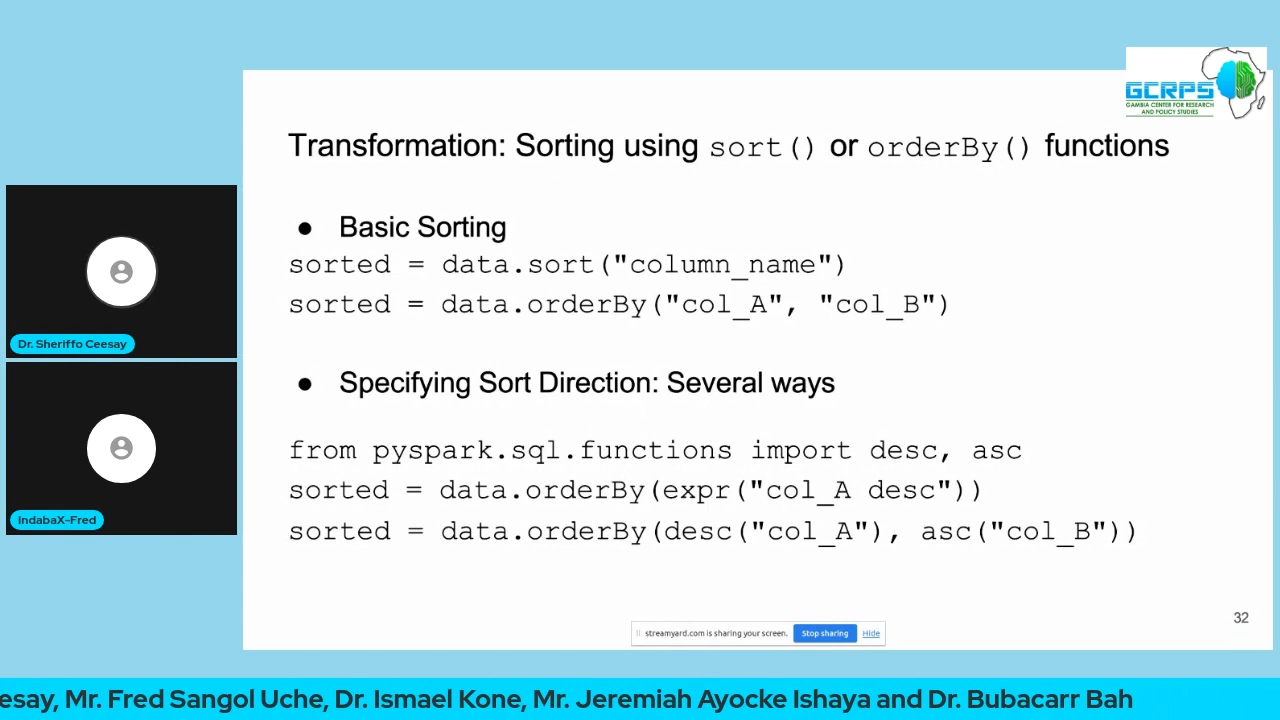 GCRPS
GAMBIA CENTER FOR RESEARCH
AND POLICY STUDIES
Transformation: Sorting using sort() or orderBy() functions
● Basic Sorting
sorted = data.sort("column_name")
sorted = data.orderBy("col_A", "col_B")
● Specifying Sort Direction: Several ways
from pyspark.sql.functions import desc, asc
sorted = data.orderBy(expr("col_A desc"))
sorted = data.orderBy(desc("col_A"), asc("col_B"))
32
Dr. Sheriffo Ceesay
IndabaX-Fred
streamyard.com is sharing your screen. Stop sharing Hide
esay, Mr. Fred Sangol Uche, Dr. Ismael Kone, Mr. Jeremiah Ayocke Ishaya and Dr. Bubacarr Bah